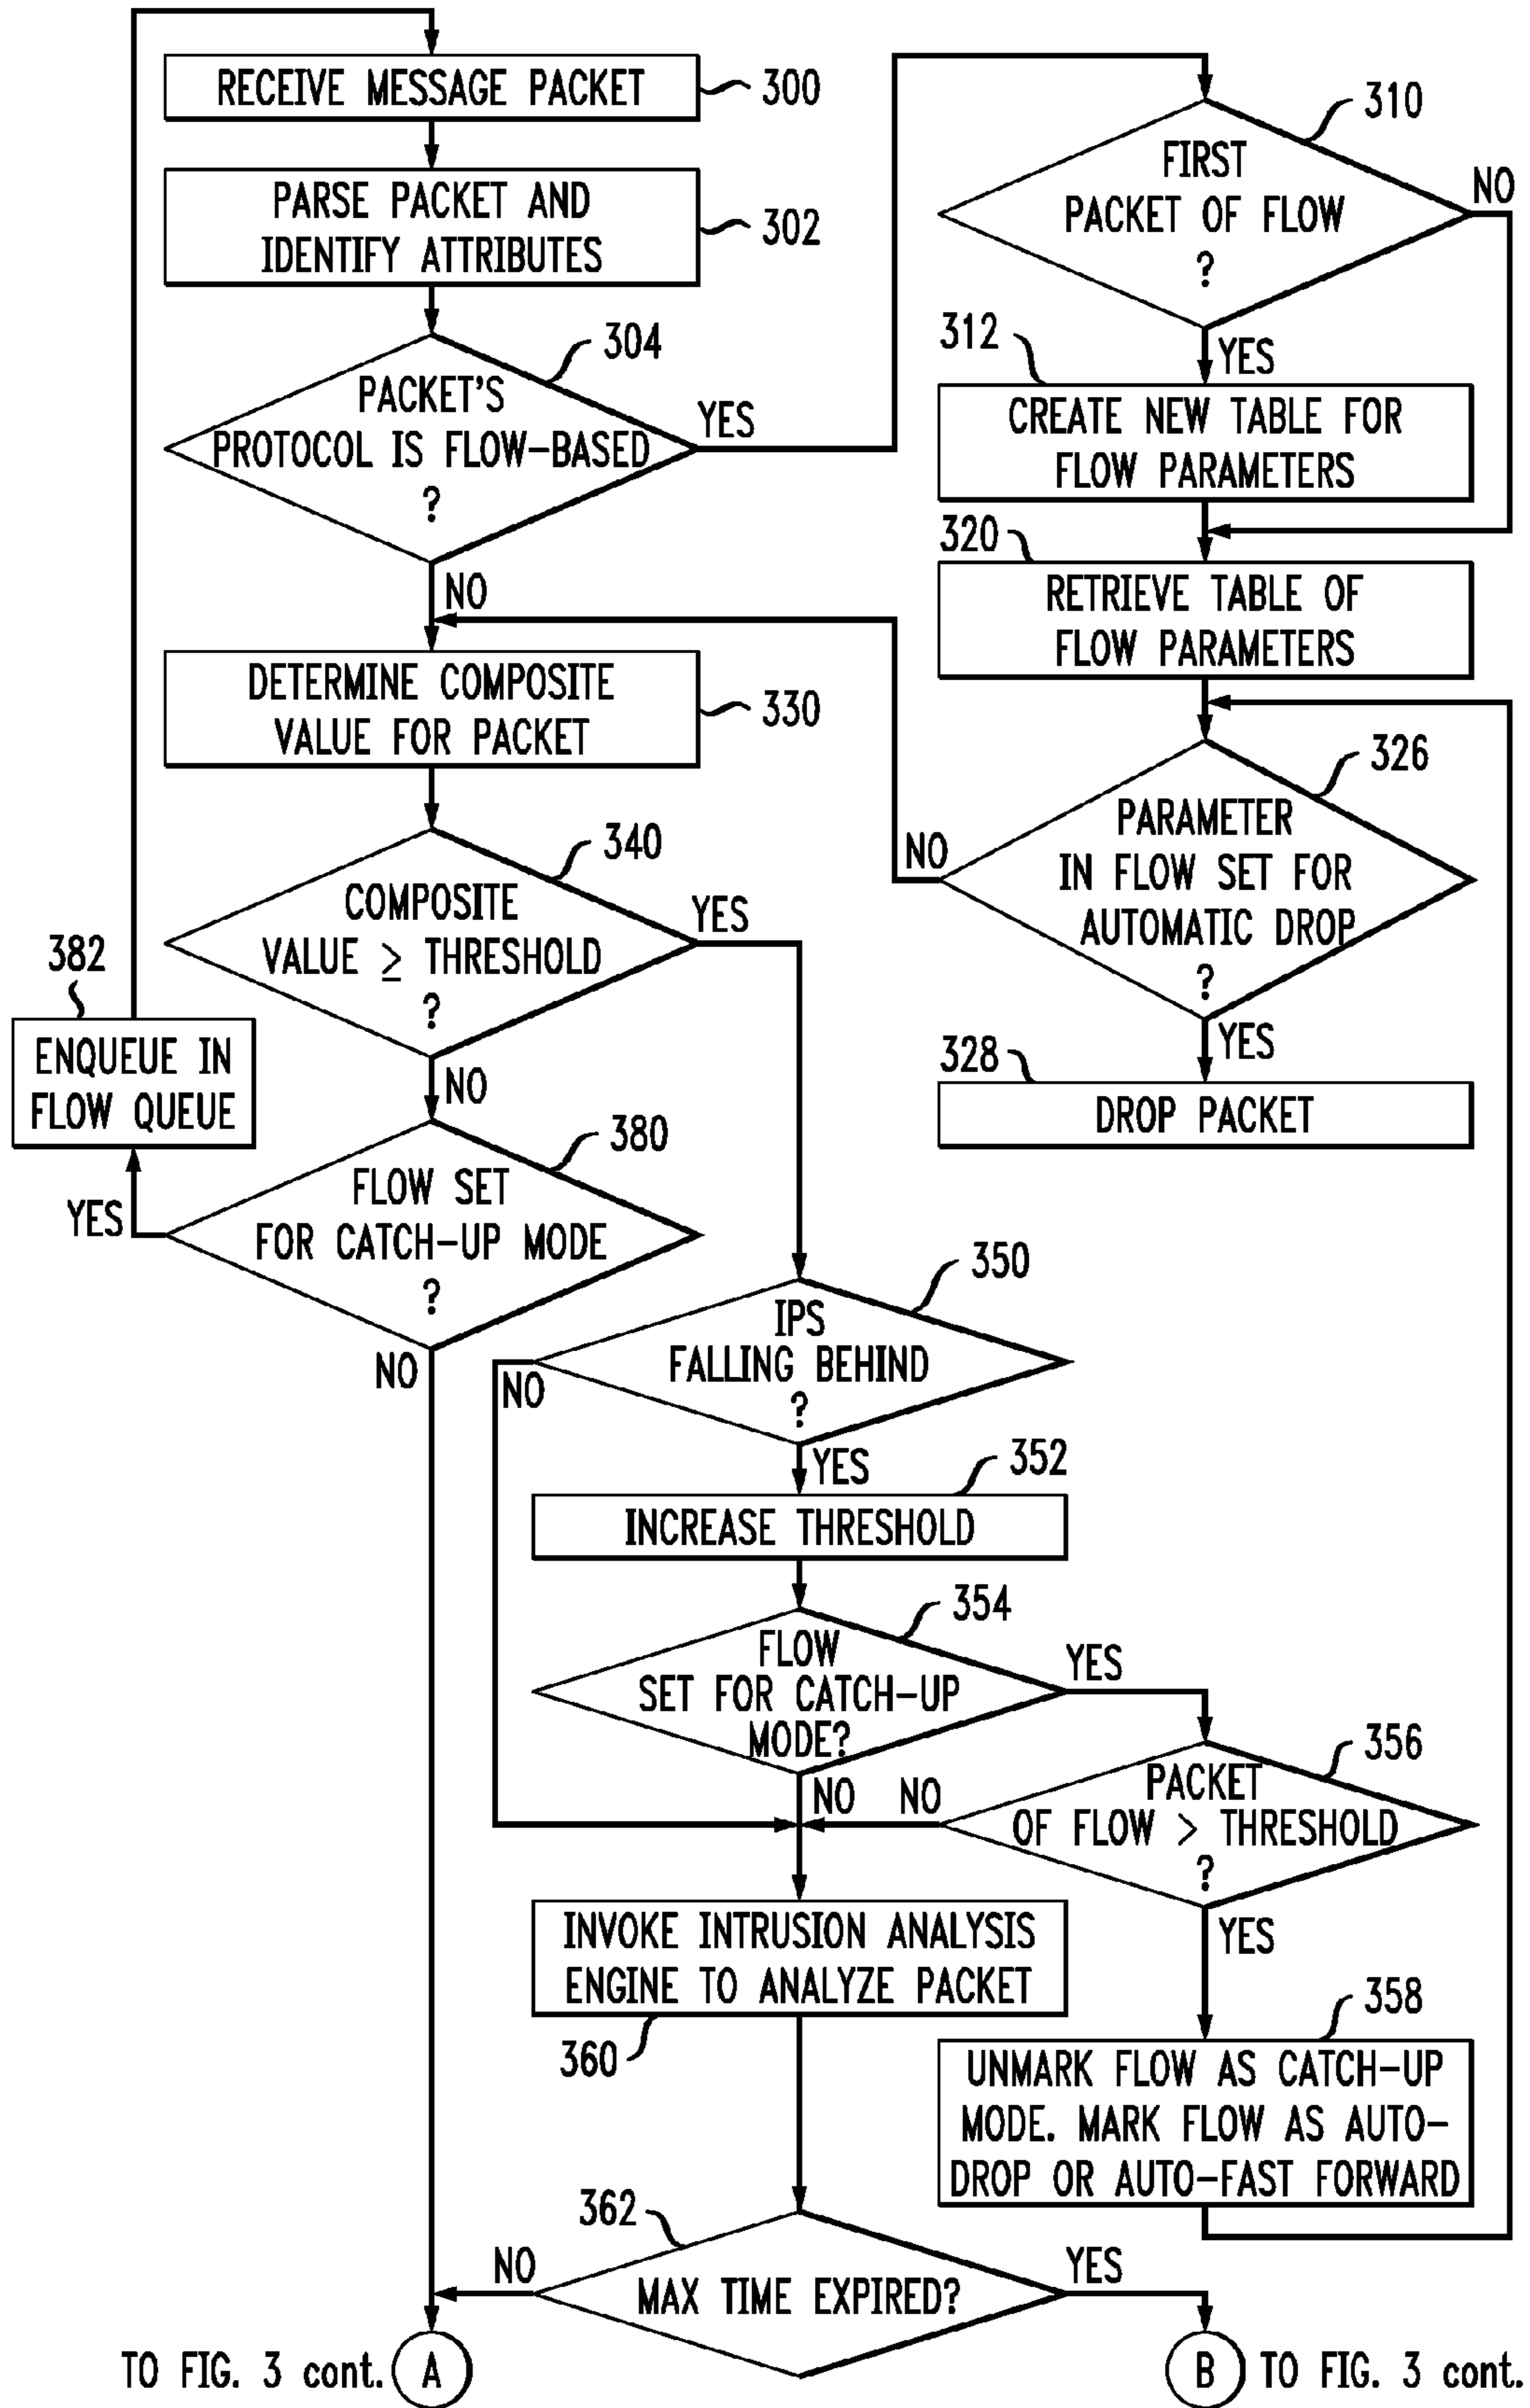 RECEIVE MESSAGE PACKET
300
PARSE PACKET AND
IDENTIFY ATTRIBUTES
302
304
PACKET'S
PROTOCOL IS FLOW-BASED
?
YES
NO
310
FIRST
PACKET OF FLOW
?
NO
YES
312
CREATE NEW TABLE FOR
FLOW PARAMETERS
320
RETRIEVE TABLE OF
FLOW PARAMETERS
326
PARAMETER
IN FLOW SET FOR
AUTOMATIC DROP
?
NO
YES
328
DROP PACKET
DETERMINE COMPOSITE
VALUE FOR PACKET
330
340
COMPOSITE
VALUE ≥ THRESHOLD
?
YES
NO
382
ENQUEUE IN
FLOW QUEUE
380
FLOW SET
FOR CATCH-UP MODE
?
YES
NO
350
IPS
FALLING BEHIND
?
NO
YES
352
INCREASE THRESHOLD
354
FLOW
SET FOR CATCH-UP
MODE?
YES
NO
356
PACKET
OF FLOW > THRESHOLD
?
NO
YES
358
UNMARK FLOW AS CATCH-UP
MODE. MARK FLOW AS AUTO-
DROP OR AUTO-FAST FORWARD
INVOKE INTRUSION ANALYSIS
ENGINE TO ANALYZE PACKET
360
362
MAX TIME EXPIRED?
NO
YES
TO FIG. 3 cont.
A
B
TO FIG. 3 cont.